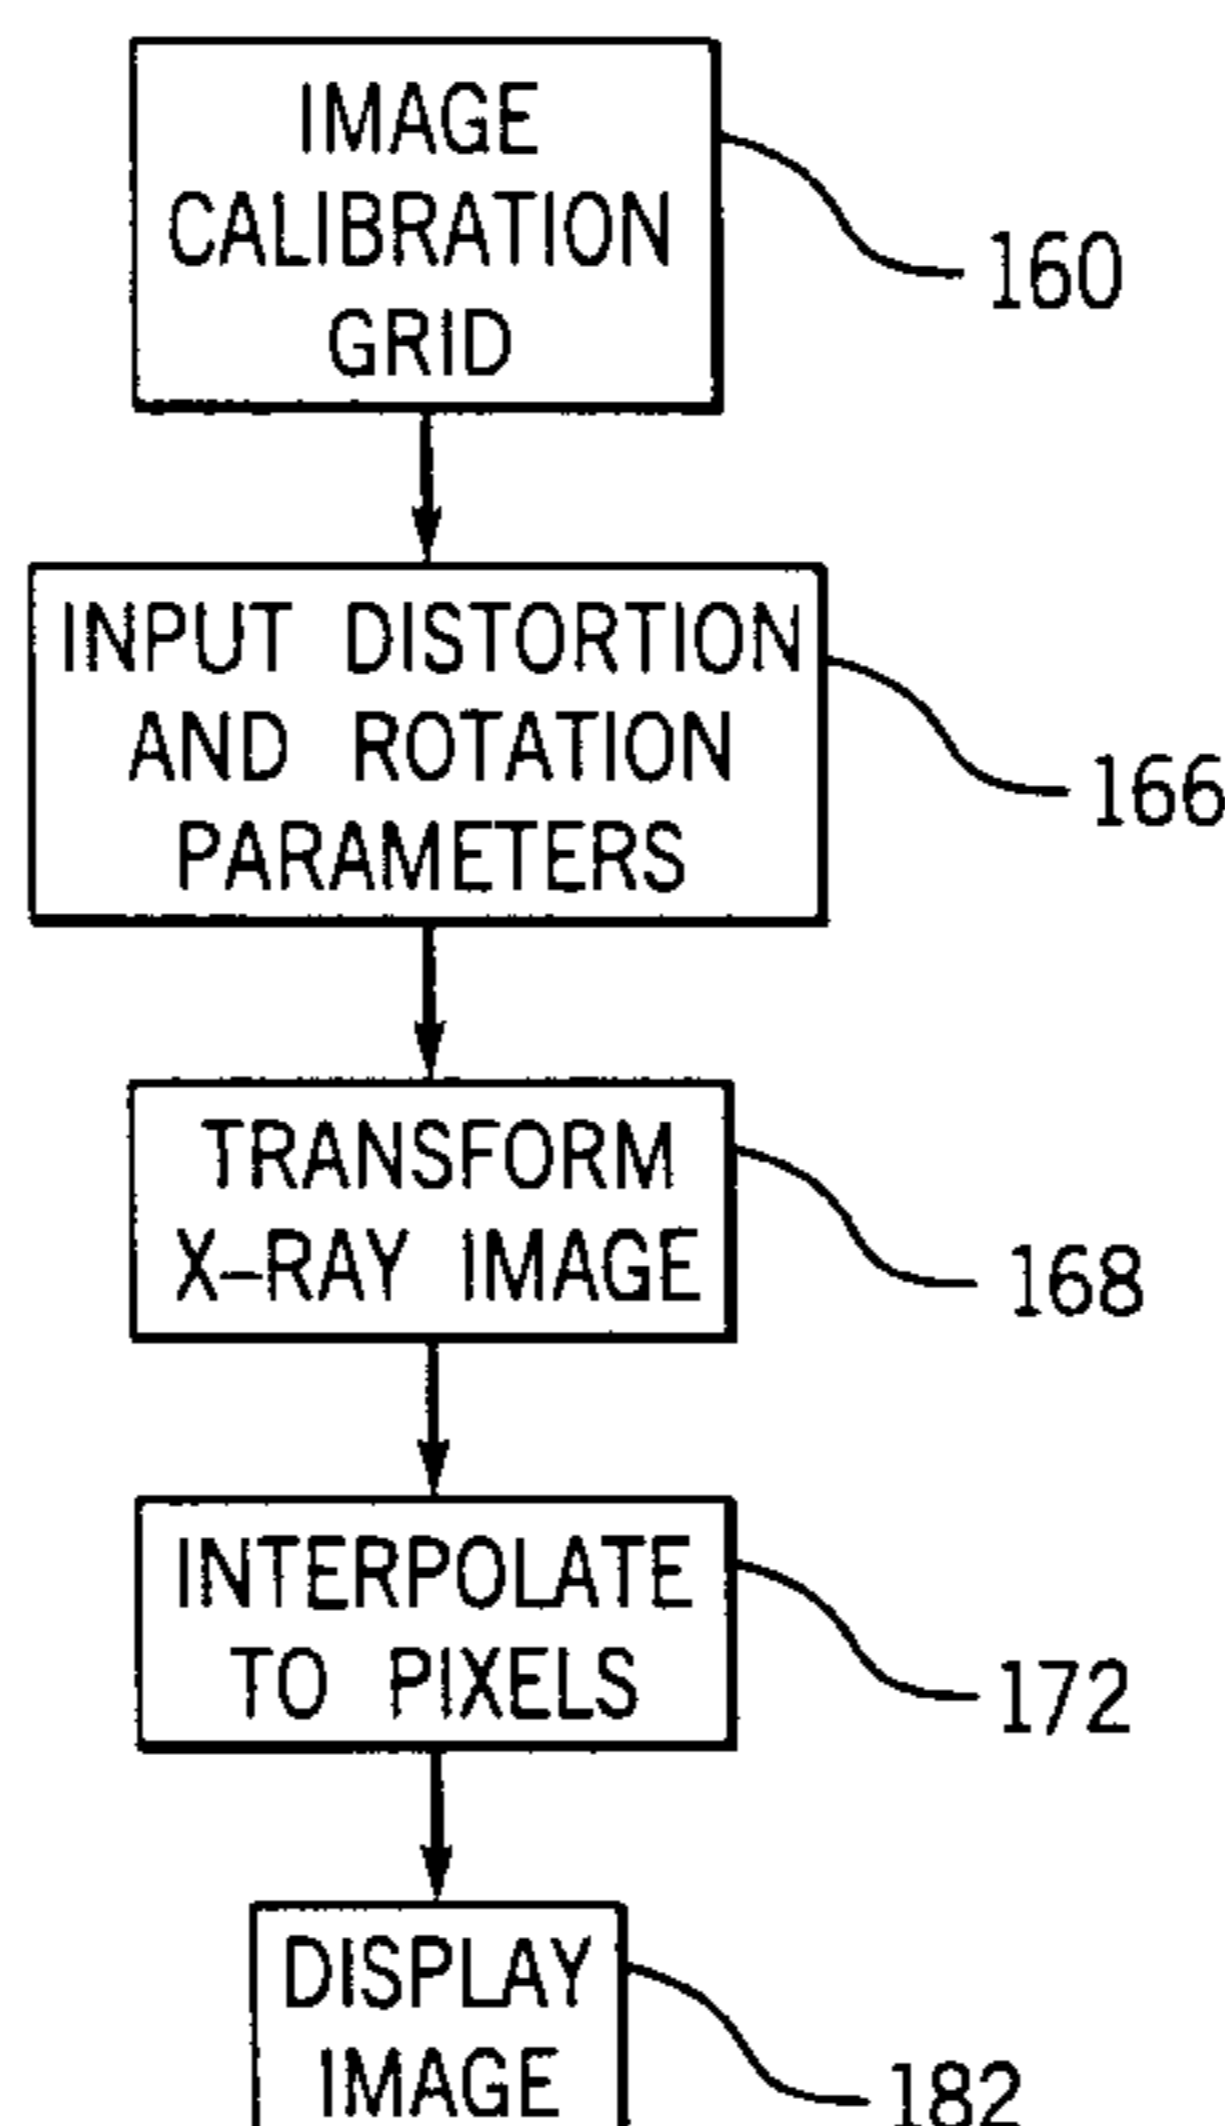 IMAGE
CALIBRATION
GRID
160
INPUT DISTORTION
AND ROTATION
PARAMETERS
166
TRANSFORM
X-RAY IMAGE
168
INTERPOLATE
TO PIXELS
172
DISPLAY
IMAGE
182